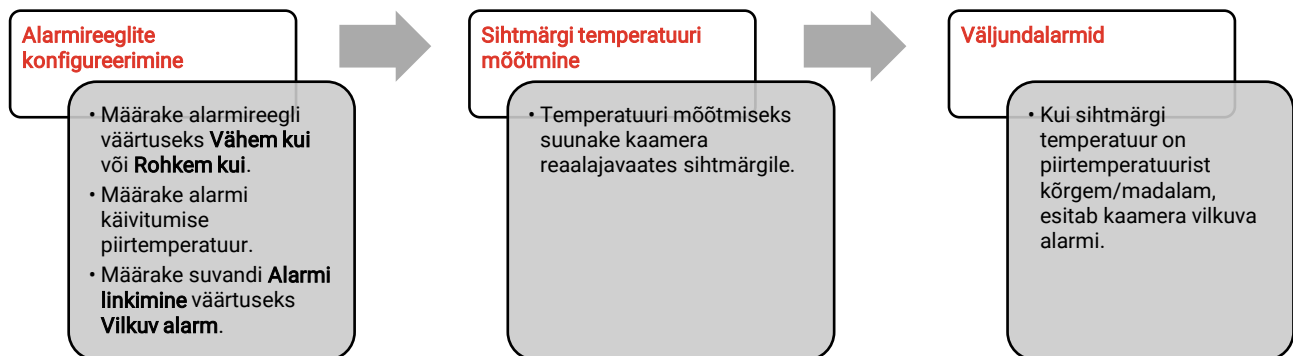 Alarmireeglite
konfigureerimine
• Määrake alarmireegli
väärtuseks Vähem kui
või Rohkem kui.
• Määrake alarmi
käivitumise
piirtemperatuur.
• Määrake suvandi Alarmi
linkimine väärtuseks
Vilkuv alarm.
Sihtmärgi temperatuuri
mõõtmine
• Temperatuuri mõõtmiseks
suunake kaamera
reaalajavaates sihtmärgile.
Väljundalarmid
• Kui sihtmärgi
temperatuur on
piirtemperatuurist
kõrgem/madalam,
esitab kaamera vilkuva
alarmi.